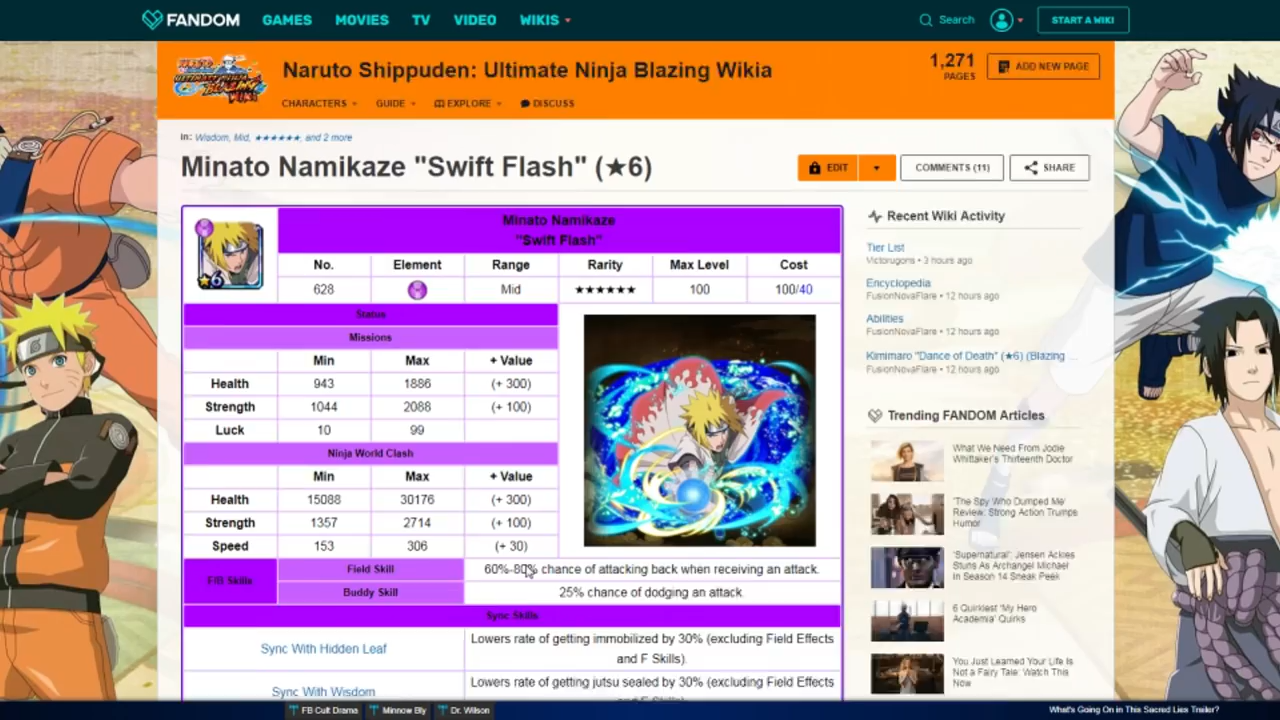 FANDOM GAMES MOVIES TV VIDEO WIKIS Search START A WIKI
Naruto Shippuden: Ultimate Ninja Blazing Wikia
1,271 PAGES ADD NEW PAGE
CHARACTERS GUIDE EXPLORE DISCUSS
in: Wisdom, Mid, ★★★★★★, and 2 more
Minato Namikaze "Swift Flash" (★6)
EDIT COMMENTS (11) SHARE
Minato Namikaze
"Swift Flash"
No. Element Range Rarity Max Level Cost
628 Mid ★★★★★★ 100 100/40
Status
Missions
Min Max + Value
Health 943 1886 (+ 300)
Strength 1044 2088 (+ 100)
Luck 10 99
Ninja World Clash
Min Max + Value
Health 15088 30176 (+ 300)
Strength 1357 2714 (+ 100)
Speed 153 306 (+ 30)
F/B Skills
Field Skill 60%-80% chance of attacking back when receiving an attack.
Buddy Skill 25% chance of dodging an attack.
Sync Skills
Sync With Hidden Leaf
Lowers rate of getting immobilized by 30% (excluding Field Effects
and F Skills).
Sync With Wisdom
Lowers rate of getting jutsu sealed by 30% (excluding Field Effects
Recent Wiki Activity
Tier List
Victorugons • 3 hours ago
Encyclopedia
FusionNovaFlare • 12 hours ago
Abilities
FusionNovaFlare • 12 hours ago
Kimimaro "Dance of Death" (★6) (Blazing ...
FusionNovaFlare • 12 hours ago
Trending FANDOM Articles
What We Need From Jodie
Whittaker's Thirteenth Doctor
'The Spy Who Dumped Me'
Review: Strong Action Trumps
Humor
'Supernatural': Jensen Ackles
Stuns As Archangel Michael
In Season 14 Sneak Peek
6 Quirkiest 'My Hero
Academia' Quirks
You Just Learned Your Life Is
Not a Fairy Tale: Watch This
Now
FB Cult Drama Minnow Bly Dr. Wilson What's Going On in This Sacred Lies Trailer?